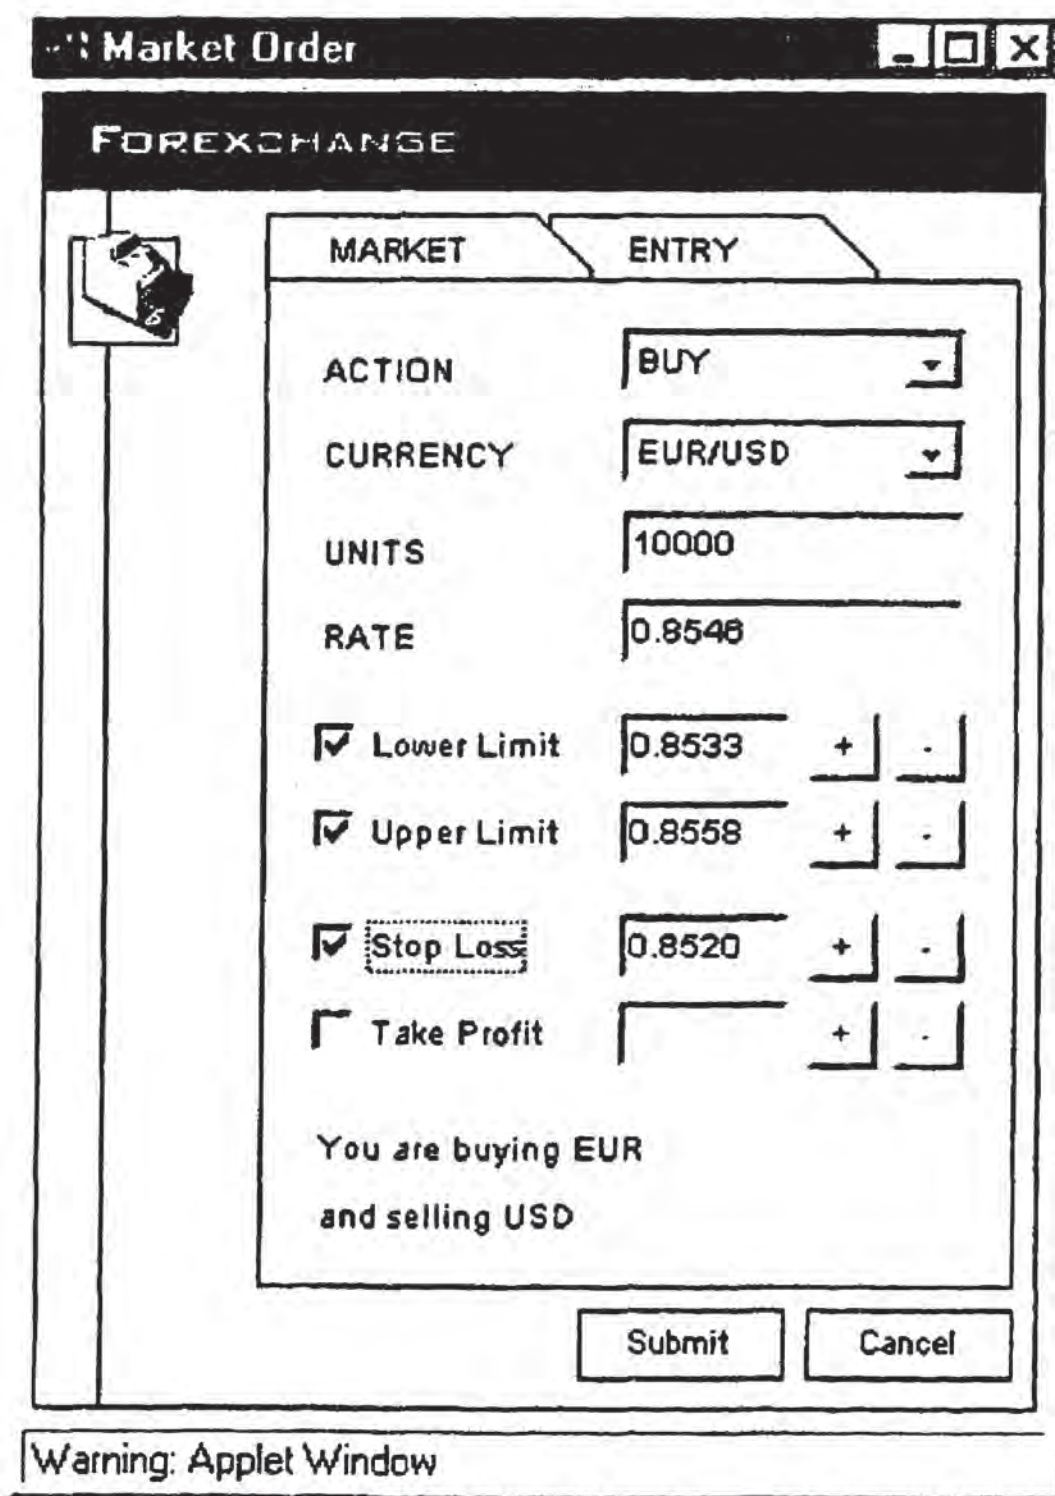 Market Order
FOREXCHANGE
MARKET ENTRY
ACTION BUY
CURRENCY EUR/USD
UNITS 10000
RATE 0.8546
Lower Limit 0.8533 + -
Upper Limit 0.8558 + -
Stop Loss 0.8520 + -
Take Profit + -
You are buying EUR
and selling USD
Submit Cancel
Warning: Applet Window